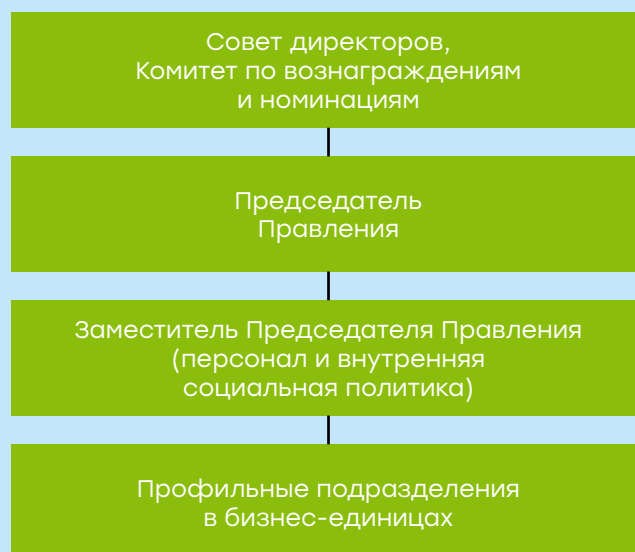 Совет директоров,
Комитет по вознаграждениям
и номинациям
Председатель
Правления
Заместитель Председателя Правления
(персонал и внутренняя
социальная политика)
Профильные подразделения
в бизнес-единицах